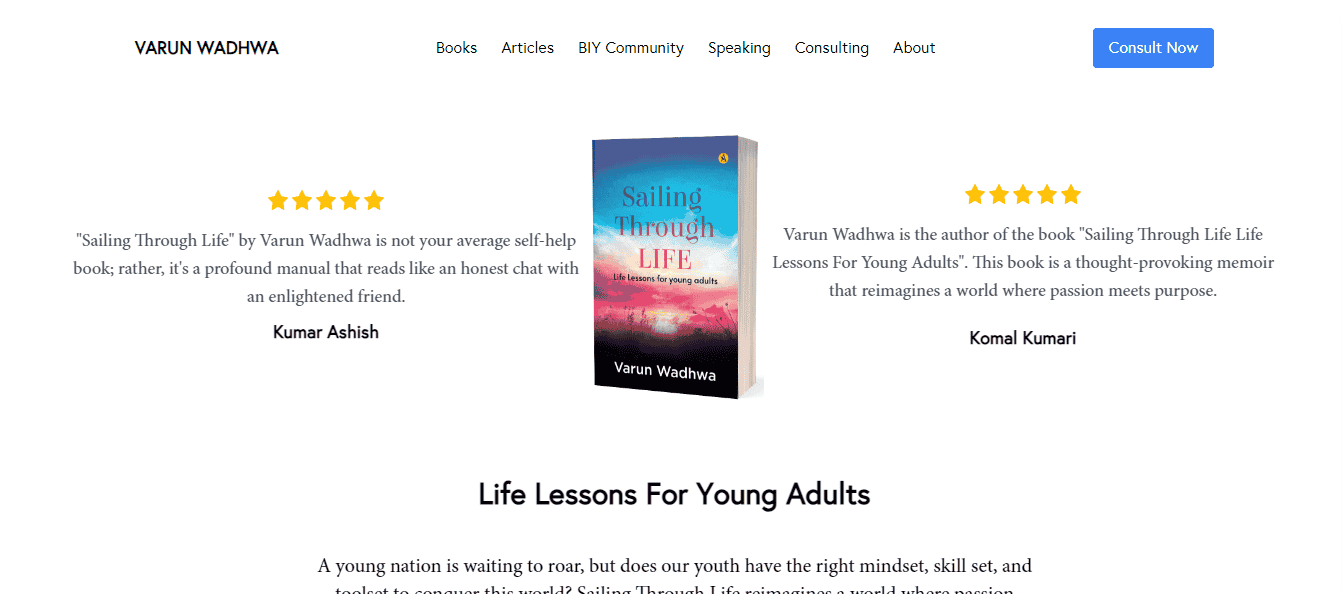 VARUN WADHWA
Books Articles BIY Community Speaking Consulting About
Consult Now
"Sailing Through Life" by Varun Wadhwa is not your average self-help
book; rather, it's a profound manual that reads like an honest chat with
an enlightened friend.
Kumar Ashish
Sailing
Through
LIFE
Life Lessons for young adults
Varun Wadhwa
Varun Wadhwa is the author of the book "Sailing Through Life Life
Lessons For Young Adults". This book is a thought-provoking memoir
that reimagines a world where passion meets purpose.
Komal Kumari
Life Lessons For Young Adults
A young nation is waiting to roar, but does our youth have the right mindset, skill set, and
toolset to conquer this world? Sailing Through Life reimagines a world where passion